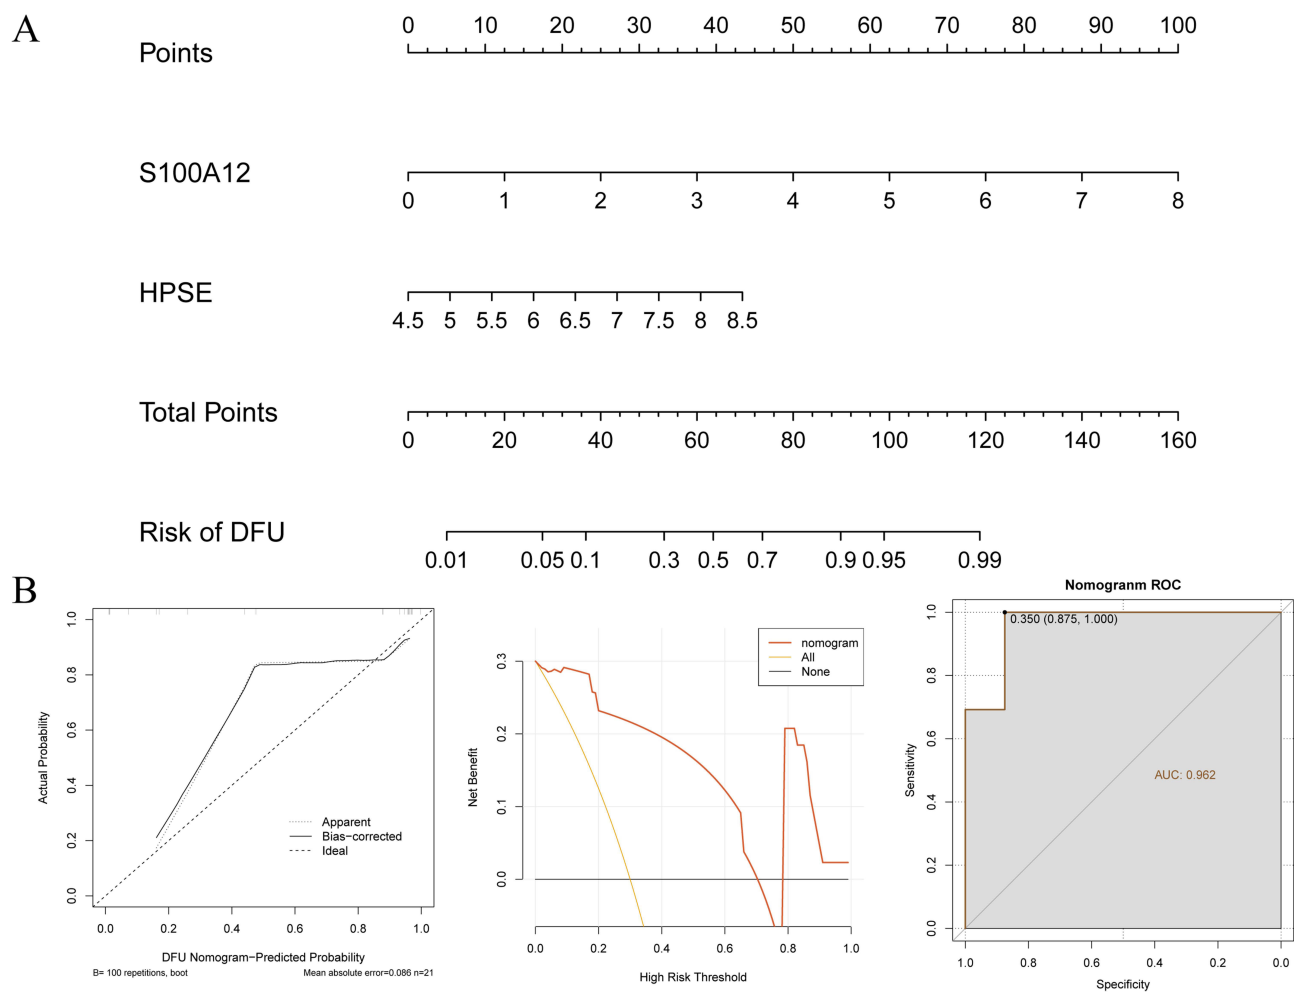 A
0 10 20 30 40 50 60 70 80 90 100
Points
S100A12
0 1 2 3 4 5 6 7 8
HPSE
4.5 5 5.5 6 6.5 7 7.5 8 8.5
Total Points
0 20 40 60 80 100 120 140 160
Risk of DFU
0.01 0.05 0.1 0.3 0.5 0.7 0.9 0.95 0.99
B
1.0
0.8
0.6
0.4
0.2
0.0
Actual Probability
Apparent
Bias-corrected
Ideal
0.0 0.2 0.4 0.6 0.8 1.0
DFU Nomogram-Predicted Probability
B= 100 repetitions, boot
Mean absolute error=0.086 n=21
nomogram
All
None
0.3
0.2
0.1
0.0
Net Benefit
0.0 0.2 0.4 0.6 0.8 1.0
High Risk Threshold
Nomogranm ROC
0.350 (0.875, 1.000)
AUC: 0.962
1.0
0.8
0.6
0.4
0.2
0.0
Sensitivity
1.0 0.8 0.6 0.4 0.2 0.0
Specificity